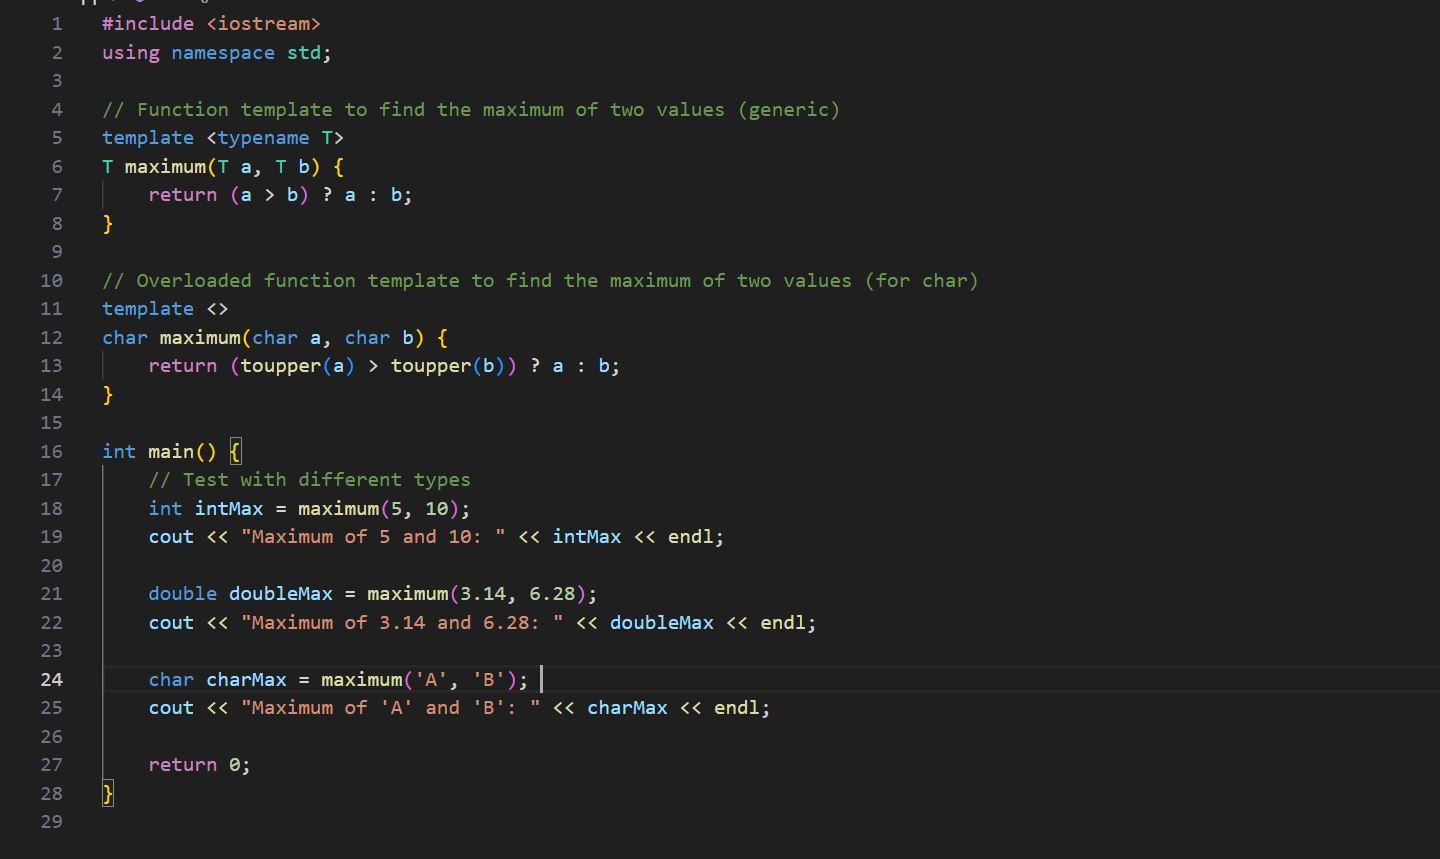 1 #include <iostream>
2 using namespace std;
3
4 // Function template to find the maximum of two values (generic)
5 template <typename T>
6 T maximum(T a, T b) {
7     return (a > b) ? a : b;
8 }
9
10 // Overloaded function template to find the maximum of two values (for char)
11 template <>
12 char maximum(char a, char b) {
13     return (toupper(a) > toupper(b)) ? a : b;
14 }
15
16 int main() {
17     // Test with different types
18     int intMax = maximum(5, 10);
19     cout << "Maximum of 5 and 10: " << intMax << endl;
20
21     double doubleMax = maximum(3.14, 6.28);
22     cout << "Maximum of 3.14 and 6.28: " << doubleMax << endl;
23
24     char charMax = maximum('A', 'B');
25     cout << "Maximum of 'A' and 'B': " << charMax << endl;
26
27     return 0;
28 }
29